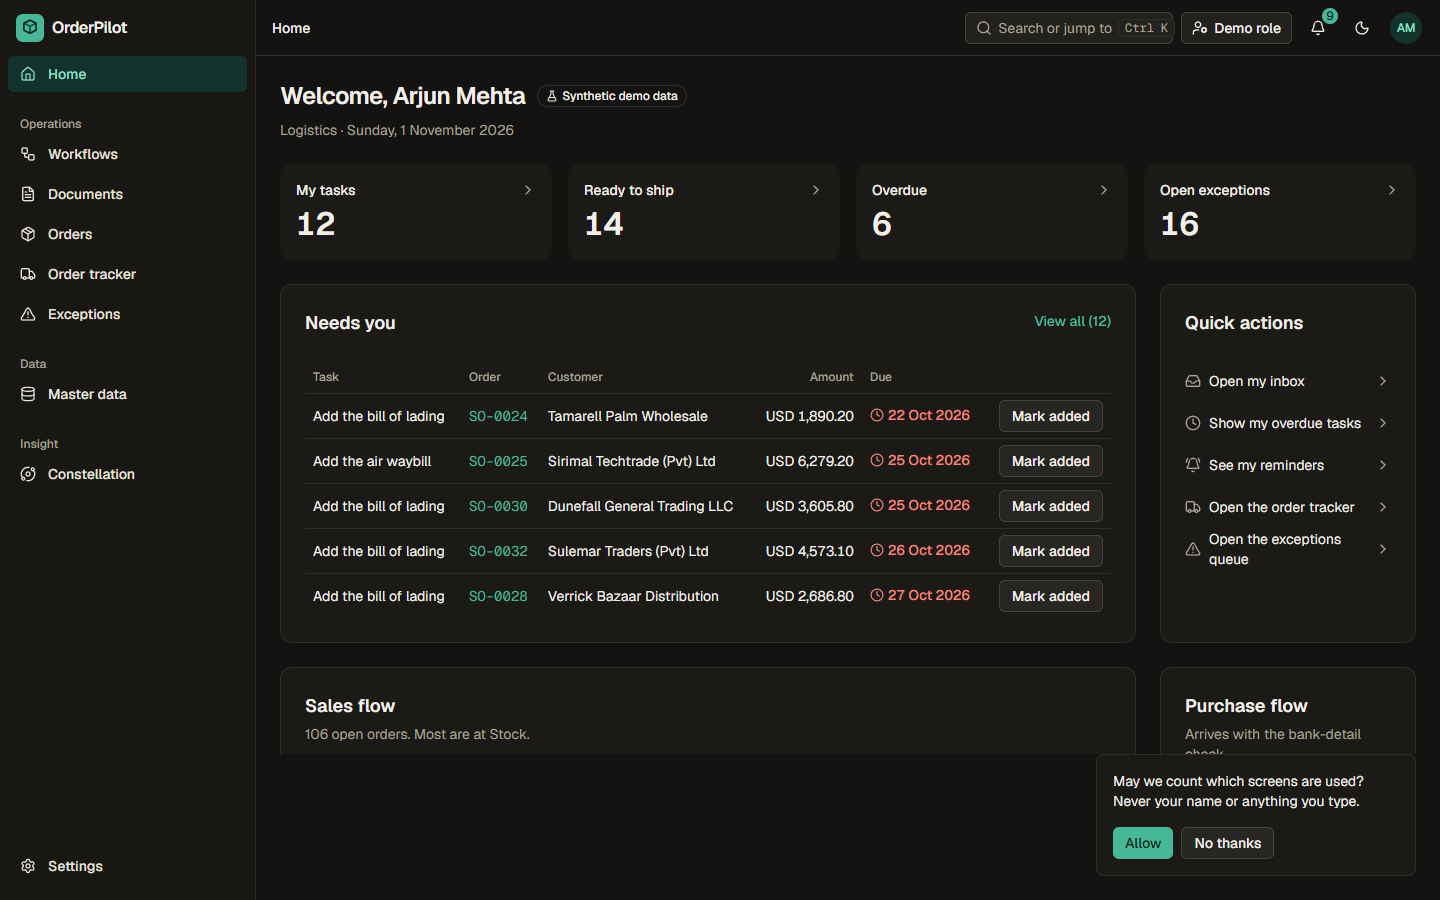 OrderPilot
Home
Operations
Workflows
Documents
Orders
Order tracker
Exceptions
Data
Master data
Insight
Constellation
Settings
Home
Search or jump to Ctrl K
Demo role
9
AM
Welcome, Arjun Mehta
Synthetic demo data
Logistics · Sunday, 1 November 2026
My tasks
12
Ready to ship
14
Overdue
6
Open exceptions
16
Needs you
View all (12)
Task Order Customer Amount Due
Add the bill of lading SO-0024 Tamarell Palm Wholesale USD 1,890.20 22 Oct 2026 Mark added
Add the air waybill SO-0025 Sirimal Techtrade (Pvt) Ltd USD 6,279.20 25 Oct 2026 Mark added
Add the bill of lading SO-0030 Dunefall General Trading LLC USD 3,605.80 25 Oct 2026 Mark added
Add the bill of lading SO-0032 Sulemar Traders (Pvt) Ltd USD 4,573.10 26 Oct 2026 Mark added
Add the bill of lading SO-0028 Verrick Bazaar Distribution USD 2,686.80 27 Oct 2026 Mark added
Quick actions
Open my inbox
Show my overdue tasks
See my reminders
Open the order tracker
Open the exceptions
queue
Sales flow
106 open orders. Most are at Stock.
Purchase flow
Arrives with the bank-detail
check
May we count which screens are used?
Never your name or anything you type.
Allow
No thanks